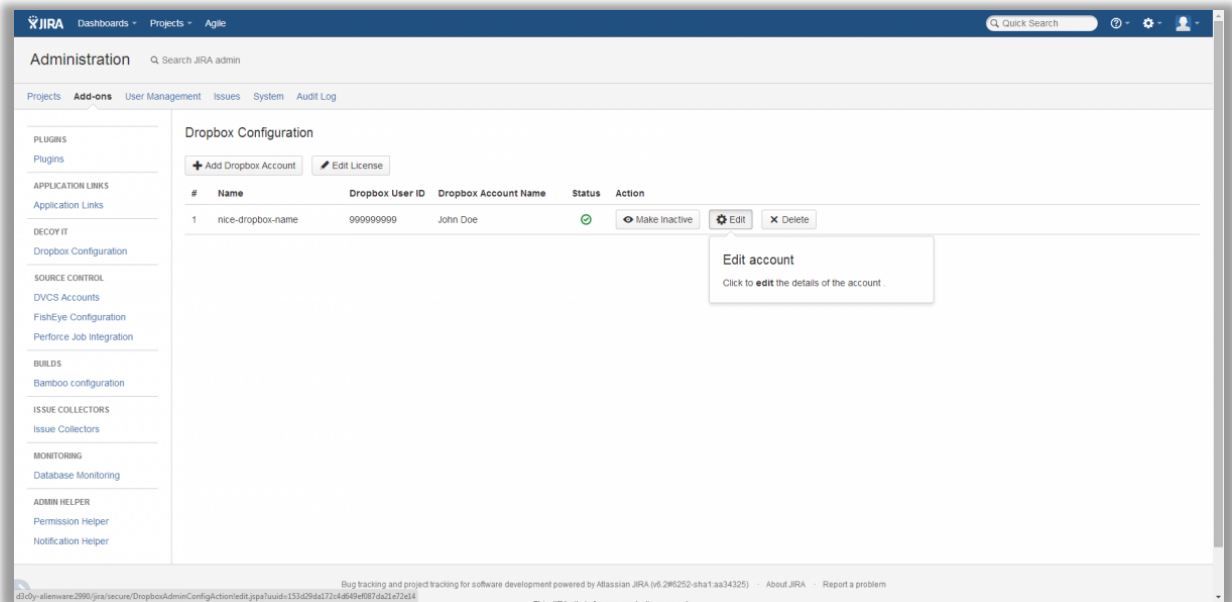 JIRA Dashboards Projects Agile Quick Search
Administration Search JIRA admin
Projects Add-ons User Management Issues System Audit Log
PLUGINS
Plugins
APPLICATION LINKS
Application Links
DECOY IT
Dropbox Configuration
SOURCE CONTROL
DVCS Accounts
FishEye Configuration
Perforce Job Integration
BUILDS
Bamboo configuration
ISSUE COLLECTORS
Issue Collectors
MONITORING
Database Monitoring
ADMIN HELPER
Permission Helper
Notification Helper
Dropbox Configuration
Add Dropbox Account Edit License
# Name Dropbox User ID Dropbox Account Name Status Action
1 nice-dropbox-name 999999999 John Doe Make Inactive Edit Delete
Edit account
Click to edit the details of the account .
Bug tracking and project tracking for software development powered by Atlassian JIRA (v6.2#6252-sha1:aa34325) · About JIRA · Report a problem
d3c0y-alienware:2990/jira/secure/DropboxAdminConfigAction!edit.jspa?uuid=153d29da172c4d649ef087da21e72e14